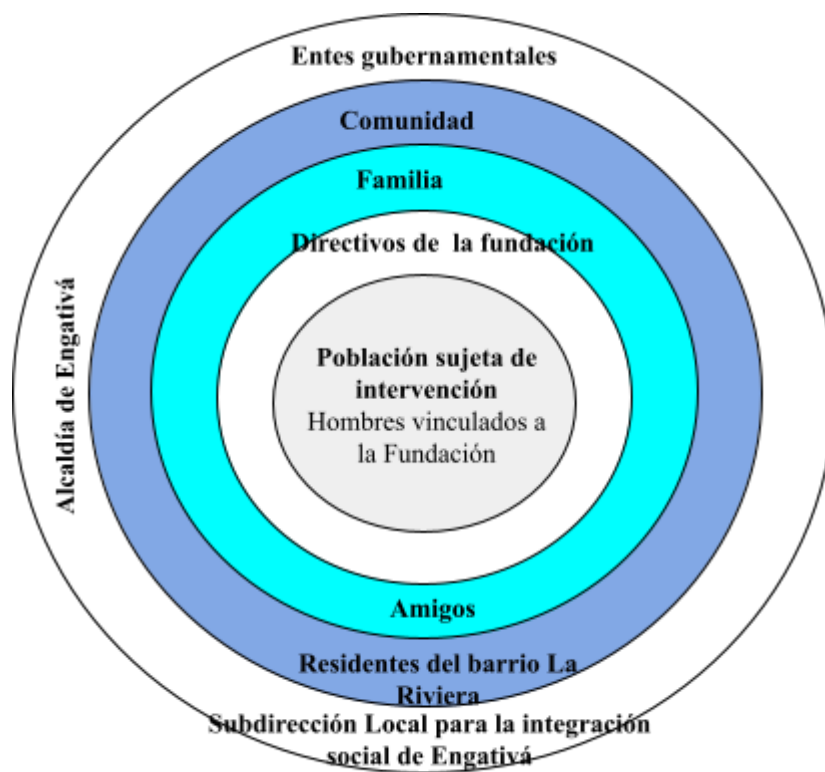 Entes gubernamentales
Comunidad
Familia
Directivos de la fundación
Población sujeta de
intervención
Hombres vinculados a
la Fundación
Alcaldía de Engativá
Amigos
Residentes del barrio La
Riviera
Subdirección Local para la integración
social de Engativá